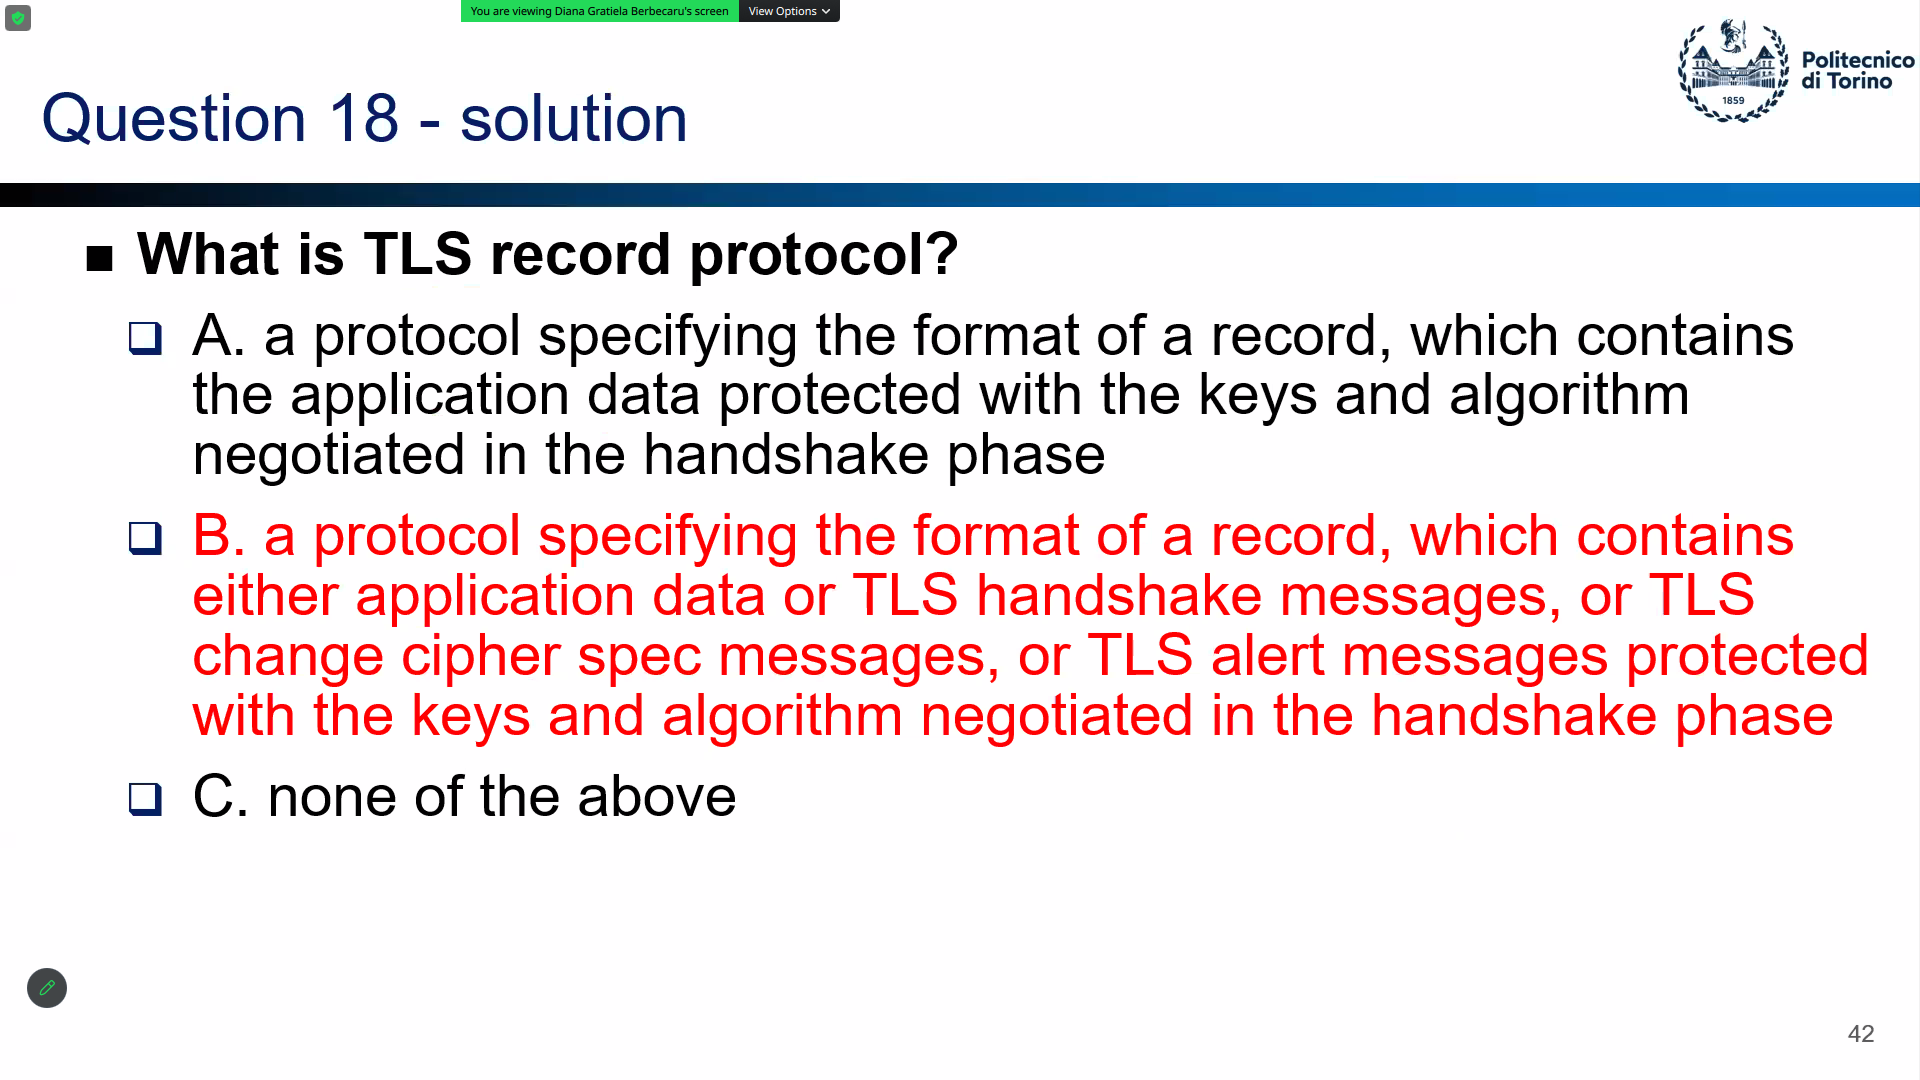 You are viewing Diana Gratiela Berbecaru's screen View Options
Politecnico
di Torino
1859
Question 18 - solution
What is TLS record protocol?
A. a protocol specifying the format of a record, which contains
the application data protected with the keys and algorithm
negotiated in the handshake phase
B. a protocol specifying the format of a record, which contains
either application data or TLS handshake messages, or TLS
change cipher spec messages, or TLS alert messages protected
with the keys and algorithm negotiated in the handshake phase
C. none of the above
42